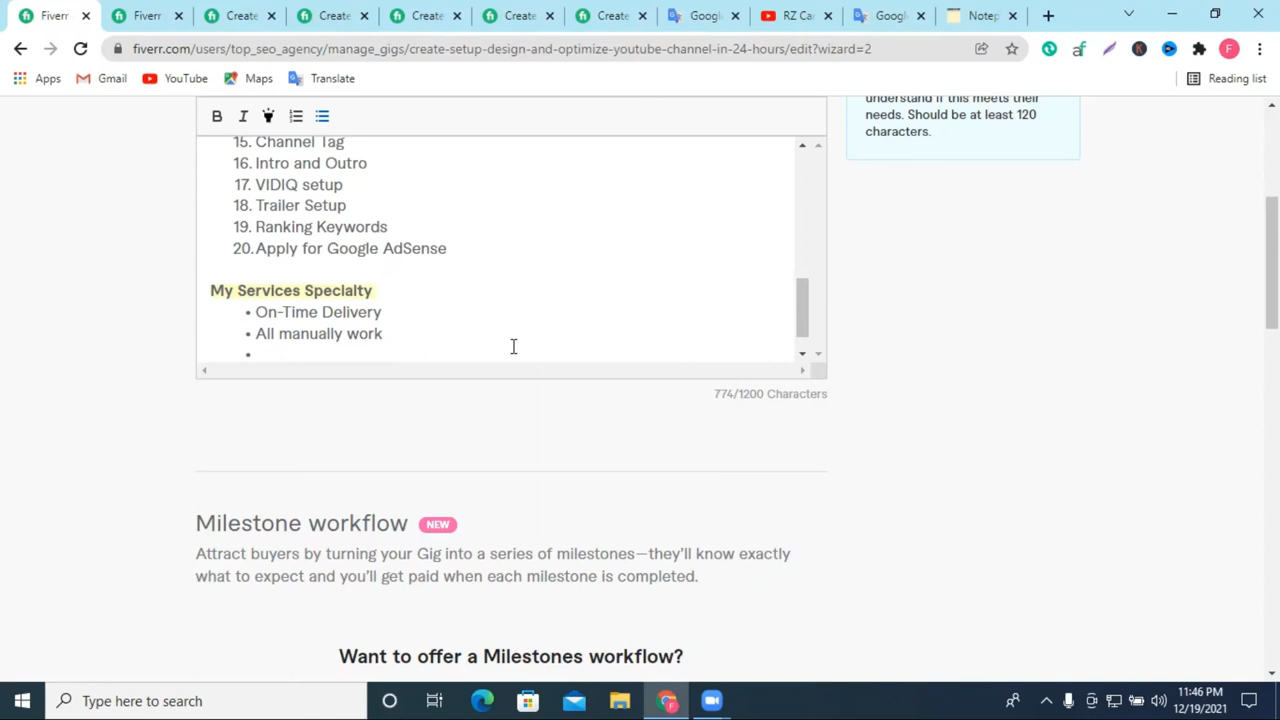 Fiverr
Fiverr
Create
Create
Create
Create
Create
Googl
RZ Car
Googl
Notep
fiverr.com/users/top_seo_agency/manage_gigs/create-setup-design-and-optimize-youtube-channel-in-24-hours/edit?wizard=2
Apps
Gmail
YouTube
Maps
Translate
Reading list
understand if this meets their
needs. Should be at least 120
characters.
B I
15. Channel Tag
16. Intro and Outro
17. VIDIQ setup
18. Trailer Setup
19. Ranking Keywords
20. Apply for Google AdSense
My Services Specialty
• On-Time Delivery
• All manually work
•
774/1200 Characters
Milestone workflow NEW
Attract buyers by turning your Gig into a series of milestones—they'll know exactly
what to expect and you'll get paid when each milestone is completed.
Want to offer a Milestones workflow?
Type here to search
11:46 PM
12/19/2021